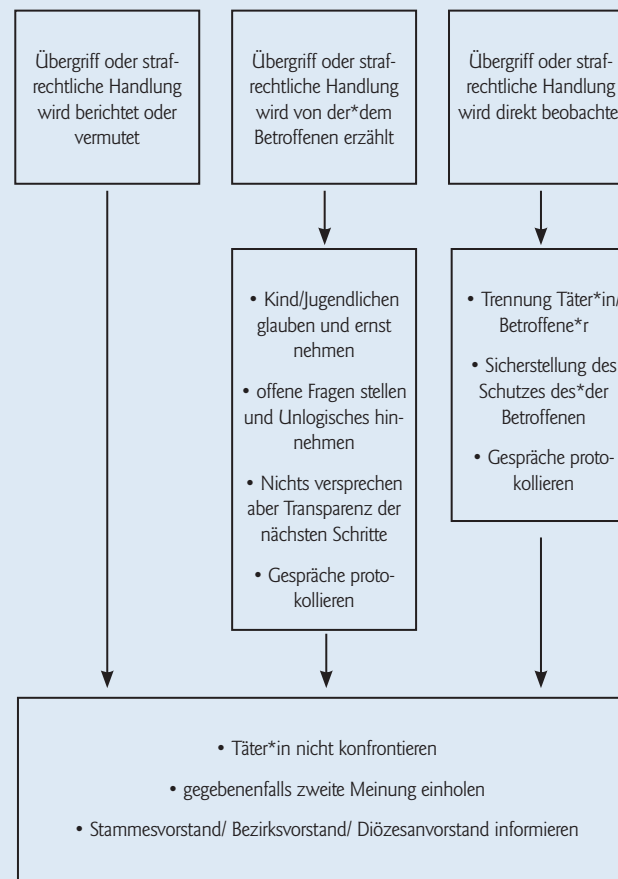 Übergriff oder straf-
rechtliche Handlung
wird berichtet oder
vermutet
Übergriff oder straf-
rechtliche Handlung
wird von der*dem
Betroffenen erzählt
Übergriff oder straf-
rechtliche Handlung
wird direkt beobachte
• Kind/Jugendlichen
glauben und ernst
nehmen
• offene Fragen stellen
und Unlogisches hin-
nehmen
• Nichts versprechen
aber Transparenz der
nächsten Schritte
• Gespräche proto-
kollieren
• Trennung Täter*in/
Betroffene*r
• Sicherstellung des
Schutzes des*der
Betroffenen
• Gespräche proto-
kollieren
• Täter*in nicht konfrontieren
• gegebenenfalls zweite Meinung einholen
• Stammesvorstand/ Bezirksvorstand/ Diözesanvorstand informieren